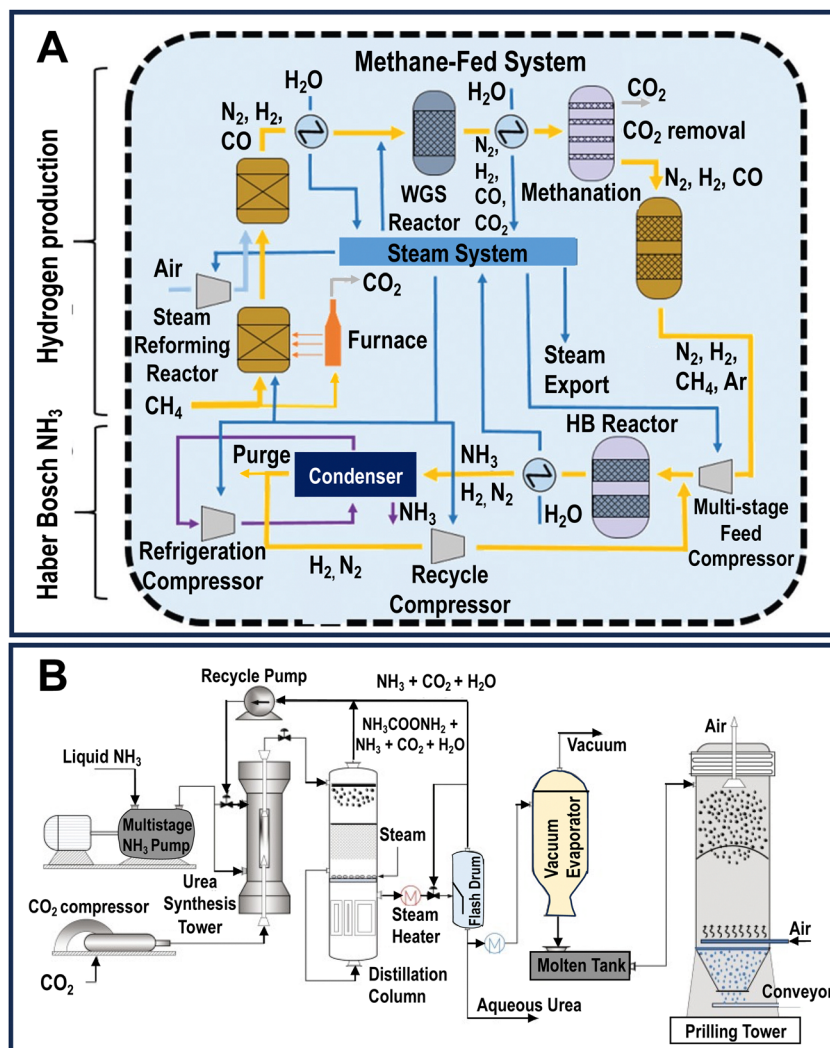 A
Methane-Fed System
Hydrogen production
H₂O
N₂, H₂,
CO
H₂O
CO₂
CO₂ removal
WGS
Reactor
N₂,
H₂,
CO,
CO₂
Methanation
N₂, H₂, CO
Steam System
Air
CO₂
Steam
Reforming
Reactor
Furnace
Steam
Export
N₂, H₂,
CH₄, Ar
CH₄
Haber Bosch NH₃
HB Reactor
Purge
Condenser
NH₃
H₂, N₂
NH₃
H₂O
Multi-stage
Feed
Compressor
Refrigeration
Compressor
H₂, N₂
Recycle
Compressor
B
Recycle Pump
NH₃ + CO₂ + H₂O
NH₃COONH₂ +
NH₃ + CO₂ + H₂O
Liquid NH₃
Vacuum
Air
Multistage
NH₃ Pump
Vacuum
Evaporator
Steam
Urea
Synthesis
Tower
Flash Drum
CO₂ compressor
M
Steam
Heater
M
Air
CO₂
Distillation
Column
Molten Tank
Aqueous Urea
Conveyor
Prilling Tower